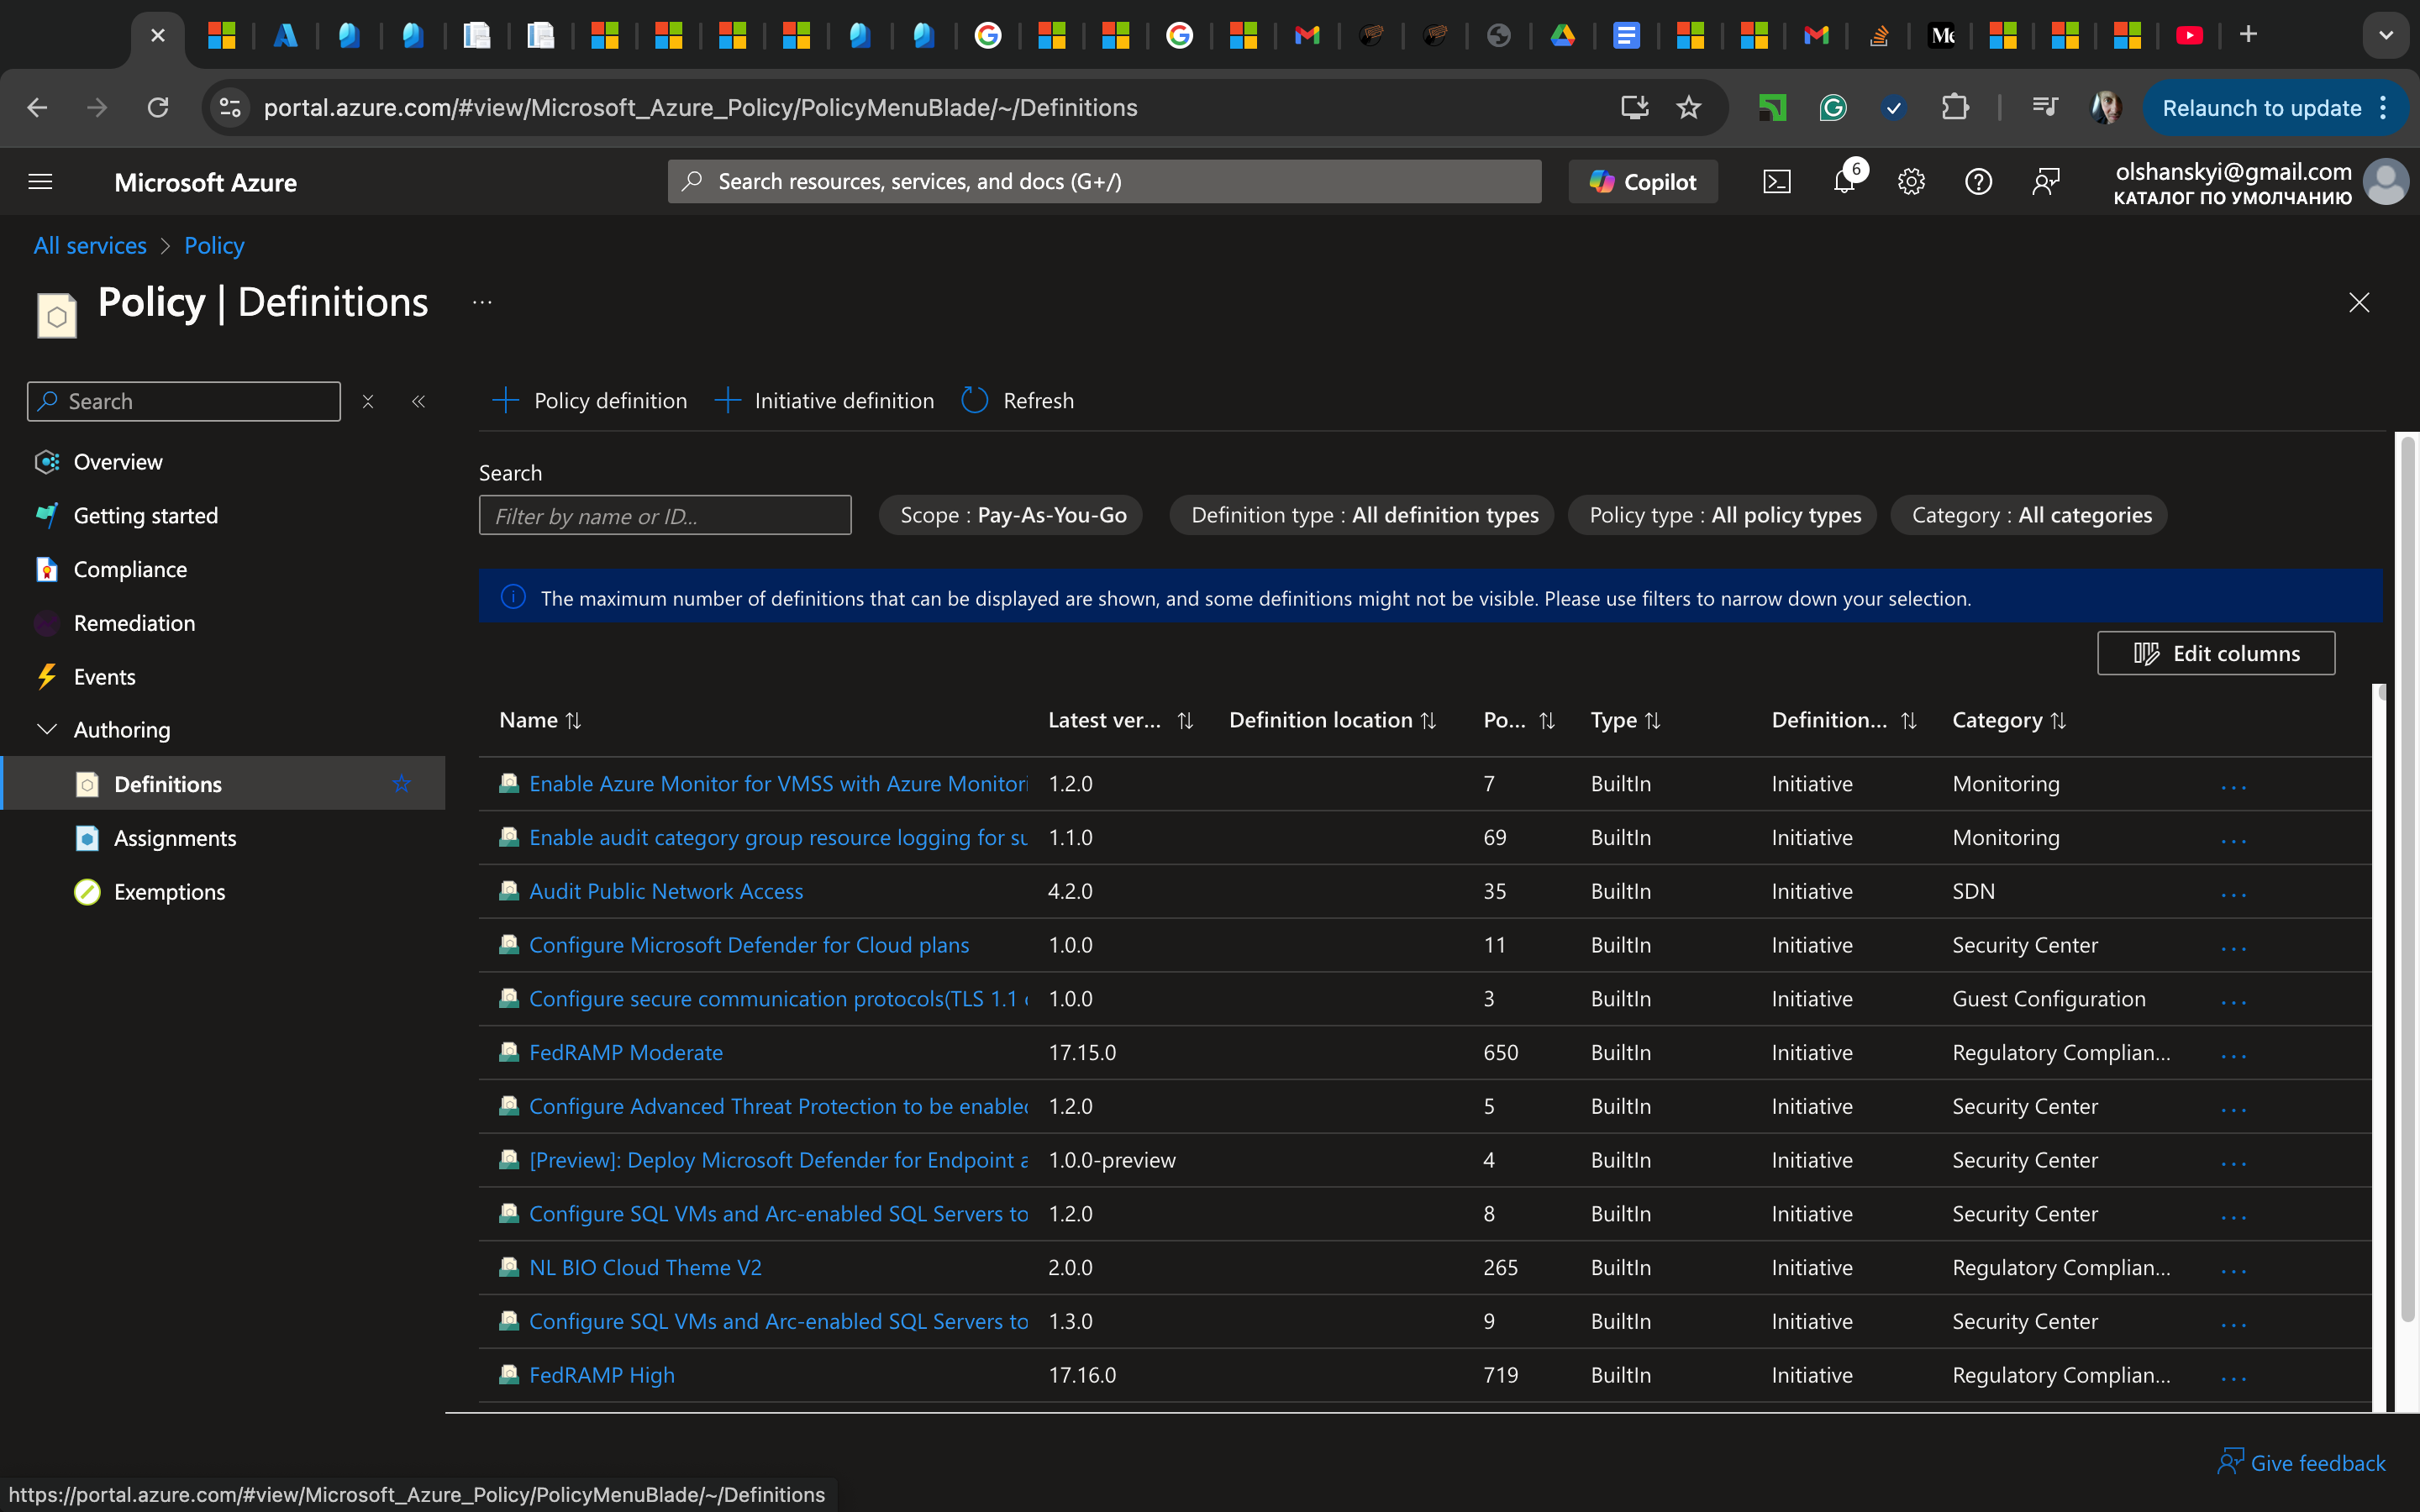 portal.azure.com/#view/Microsoft_Azure_Policy/PolicyMenuBlade/~/Definitions
Relaunch to update
Microsoft Azure
Search resources, services, and docs (G+/)
Copilot
6
olshanskyi@gmail.com
КАТАЛОГ ПО УМОЛЧАНИЮ
All services > Policy
Policy | Definitions ...
Search
Overview
Getting started
Compliance
Remediation
Events
Authoring
Definitions
Assignments
Exemptions
Policy definition Initiative definition Refresh
Search
Filter by name or ID...
Scope : Pay-As-You-Go
Definition type : All definition types
Policy type : All policy types
Category : All categories
The maximum number of definitions that can be displayed are shown, and some definitions might not be visible. Please use filters to narrow down your selection.
Edit columns
Name Latest ver... Definition location Po... Type Definition... Category
Enable Azure Monitor for VMSS with Azure Monitori 1.2.0 7 BuiltIn Initiative Monitoring ...
Enable audit category group resource logging for su 1.1.0 69 BuiltIn Initiative Monitoring ...
Audit Public Network Access 4.2.0 35 BuiltIn Initiative SDN ...
Configure Microsoft Defender for Cloud plans 1.0.0 11 BuiltIn Initiative Security Center ...
Configure secure communication protocols(TLS 1.1 o 1.0.0 3 BuiltIn Initiative Guest Configuration ...
FedRAMP Moderate 17.15.0 650 BuiltIn Initiative Regulatory Complian... ...
Configure Advanced Threat Protection to be enabled 1.2.0 5 BuiltIn Initiative Security Center ...
[Preview]: Deploy Microsoft Defender for Endpoint a 1.0.0-preview 4 BuiltIn Initiative Security Center ...
Configure SQL VMs and Arc-enabled SQL Servers to 1.2.0 8 BuiltIn Initiative Security Center ...
NL BIO Cloud Theme V2 2.0.0 265 BuiltIn Initiative Regulatory Complian... ...
Configure SQL VMs and Arc-enabled SQL Servers to 1.3.0 9 BuiltIn Initiative Security Center ...
FedRAMP High 17.16.0 719 BuiltIn Initiative Regulatory Complian... ...
Give feedback
https://portal.azure.com/#view/Microsoft_Azure_Policy/PolicyMenuBlade/~/Definitions